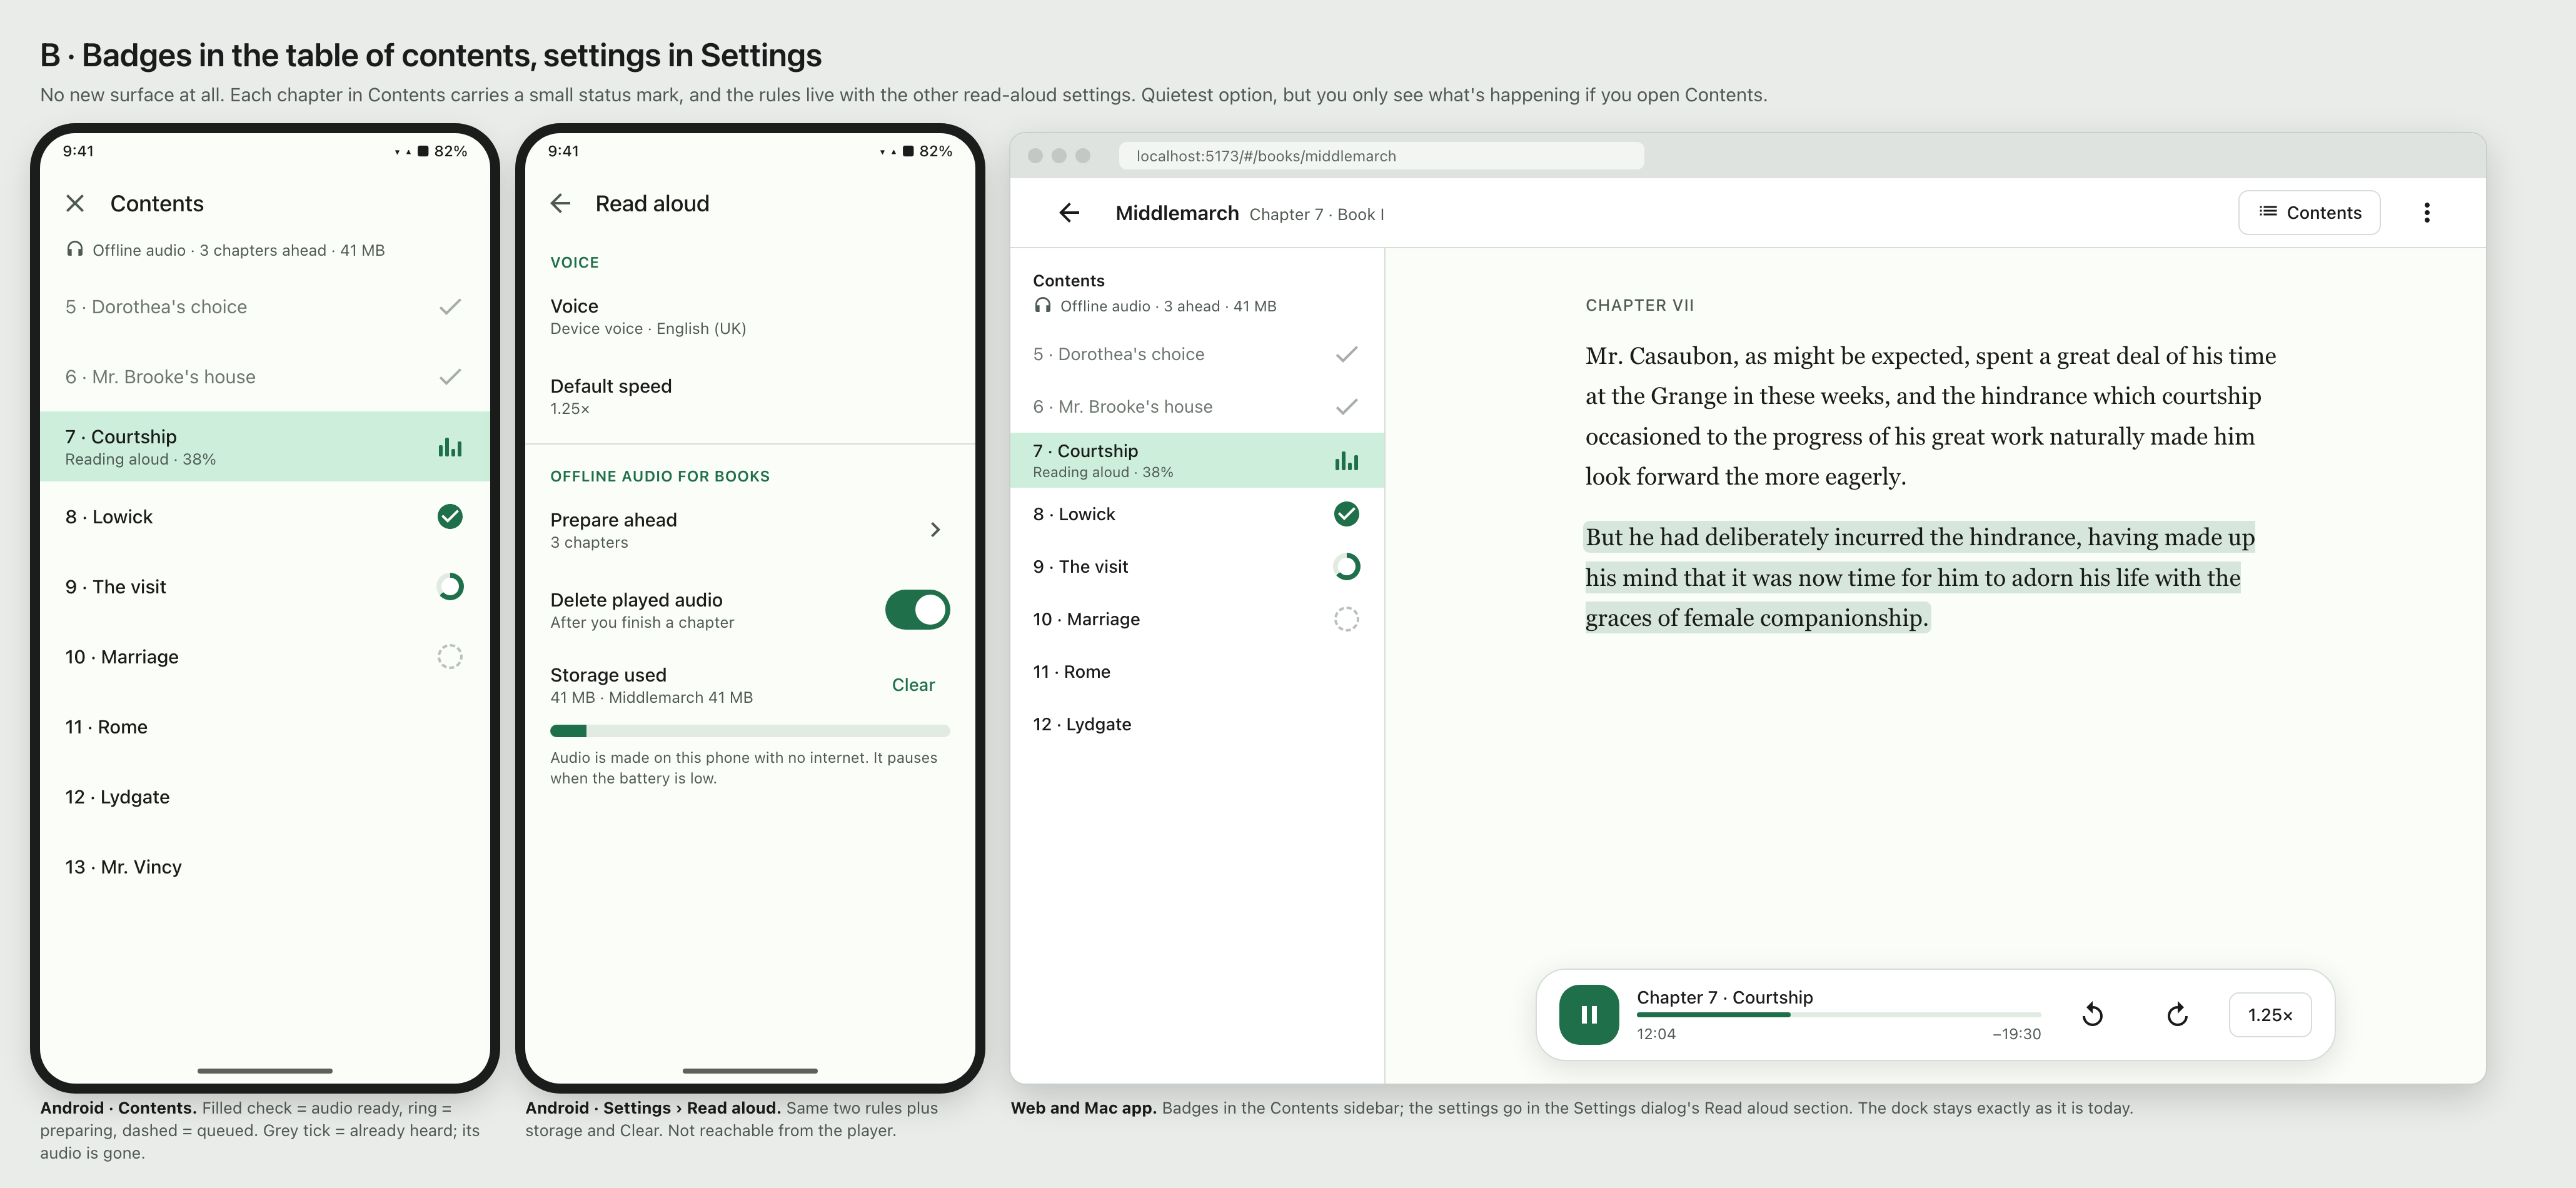 B · Badges in the table of contents, settings in Settings
No new surface at all. Each chapter in Contents carries a small status mark, and the rules live with the other read-aloud settings. Quietest option, but you only see what's happening if you open Contents.
9:41
82%
Contents
Offline audio · 3 chapters ahead · 41 MB
5 · Dorothea's choice
6 · Mr. Brooke's house
7 · Courtship
Reading aloud · 38%
8 · Lowick
9 · The visit
10 · Marriage
11 · Rome
12 · Lydgate
13 · Mr. Vincy
Android · Contents. Filled check = audio ready, ring =
preparing, dashed = queued. Grey tick = already heard; its
audio is gone.
9:41
82%
Read aloud
VOICE
Voice
Device voice · English (UK)
Default speed
1.25×
OFFLINE AUDIO FOR BOOKS
Prepare ahead
3 chapters
Delete played audio
After you finish a chapter
Storage used
41 MB · Middlemarch 41 MB
Clear
Audio is made on this phone with no internet. It pauses
when the battery is low.
Android · Settings › Read aloud. Same two rules plus
storage and Clear. Not reachable from the player.
localhost:5173/#/books/middlemarch
Middlemarch Chapter 7 · Book I
Contents
Contents
Offline audio · 3 ahead · 41 MB
5 · Dorothea's choice
6 · Mr. Brooke's house
7 · Courtship
Reading aloud · 38%
8 · Lowick
9 · The visit
10 · Marriage
11 · Rome
12 · Lydgate
CHAPTER VII
Mr. Casaubon, as might be expected, spent a great deal of his time
at the Grange in these weeks, and the hindrance which courtship
occasioned to the progress of his great work naturally made him
look forward the more eagerly.
But he had deliberately incurred the hindrance, having made up
his mind that it was now time for him to adorn his life with the
graces of female companionship.
Chapter 7 · Courtship
12:04
−19:30
1.25×
Web and Mac app. Badges in the Contents sidebar; the settings go in the Settings dialog's Read aloud section. The dock stays exactly as it is today.